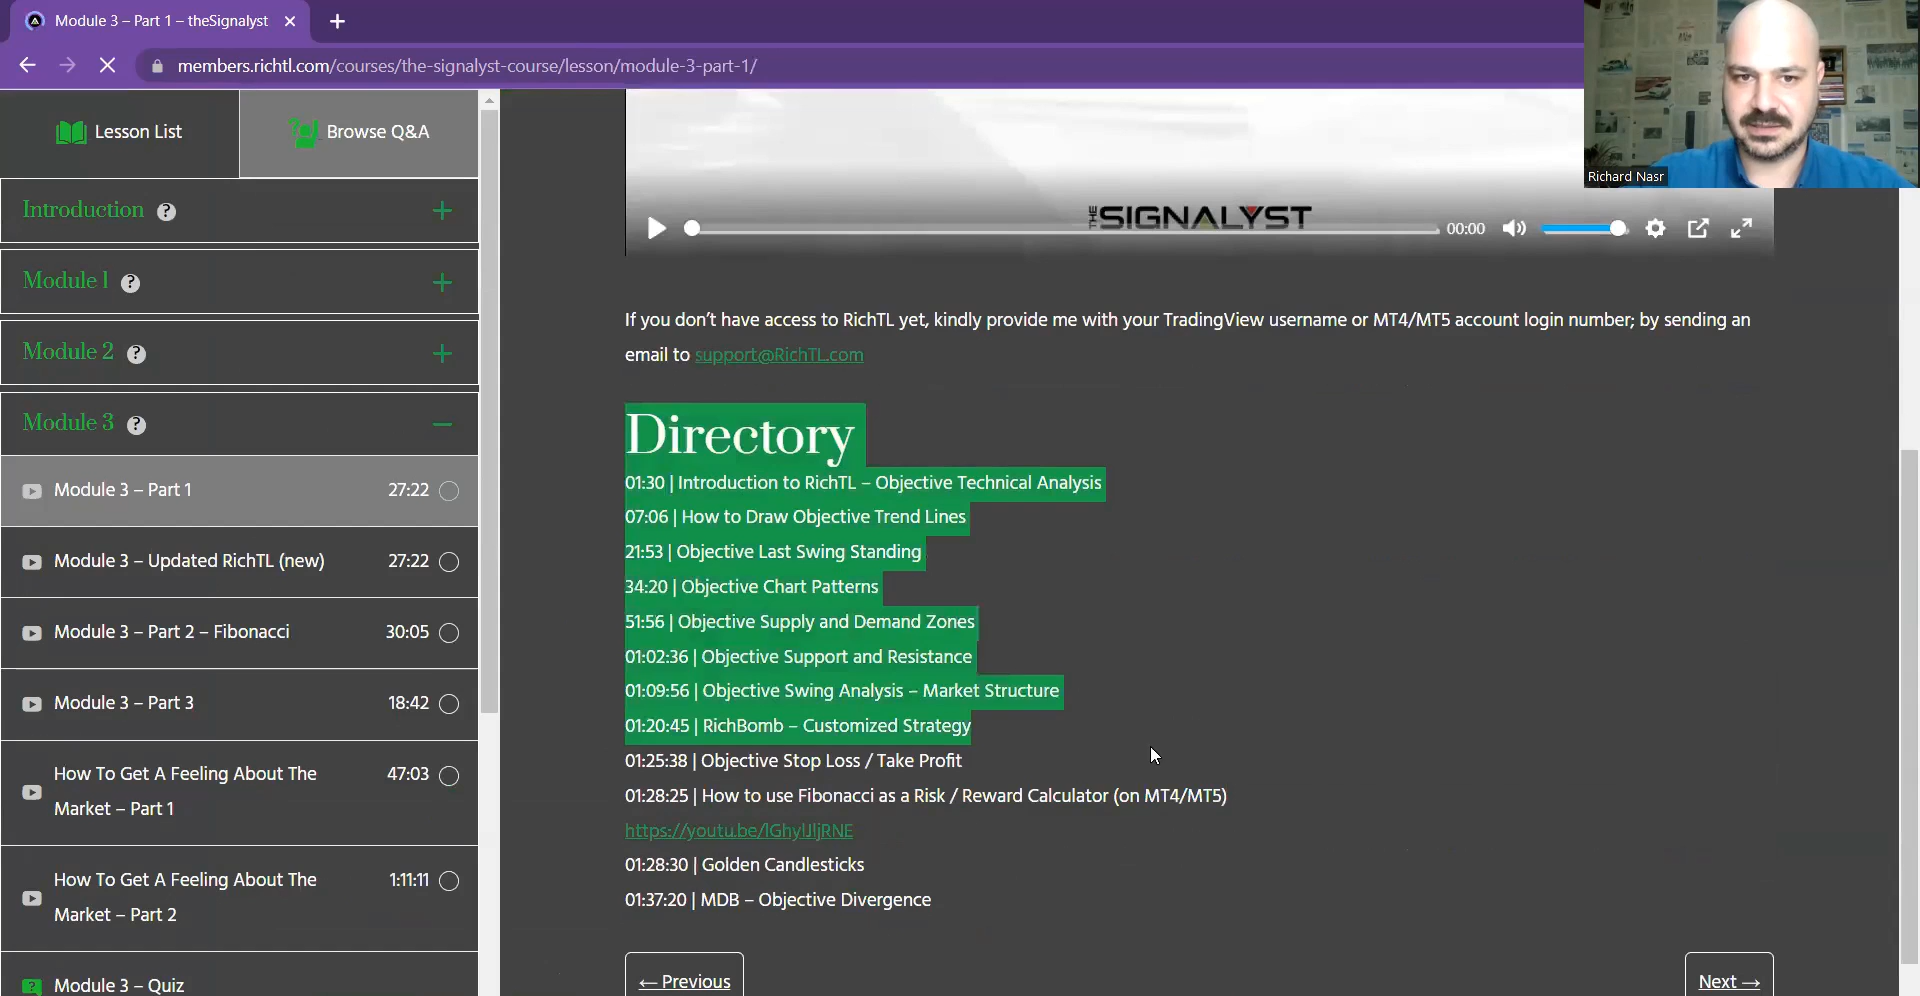 Module 3 – Part 1 – theSignalyst
members.richtl.com/courses/the-signalyst-course/lesson/module-3-part-1/
Richard Nasr
Lesson List
Browse Q&A
Introduction ?
Module 1 ?
Module 2 ?
Module 3 ?
Module 3 – Part 1 27:22
Module 3 – Updated RichTL (new) 27:22
Module 3 – Part 2 – Fibonacci 30:05
Module 3 – Part 3 18:42
How To Get A Feeling About The 47:03
Market – Part 1
How To Get A Feeling About The 1:11:11
Market – Part 2
Module 3 – Quiz
THE SIGNALYST
00:00
If you don’t have access to RichTL yet, kindly provide me with your TradingView username or MT4/MT5 account login number; by sending an
email to support@RichTL.com
Directory
01:30 | Introduction to RichTL – Objective Technical Analysis
07:06 | How to Draw Objective Trend Lines
21:53 | Objective Last Swing Standing
34:20 | Objective Chart Patterns
51:56 | Objective Supply and Demand Zones
01:02:36 | Objective Support and Resistance
01:09:56 | Objective Swing Analysis – Market Structure
01:20:45 | RichBomb – Customized Strategy
01:25:38 | Objective Stop Loss / Take Profit
01:28:25 | How to use Fibonacci as a Risk / Reward Calculator (on MT4/MT5)
01:28:30 | Golden Candlesticks
01:37:20 | MDB – Objective Divergence
← Previous
Next →